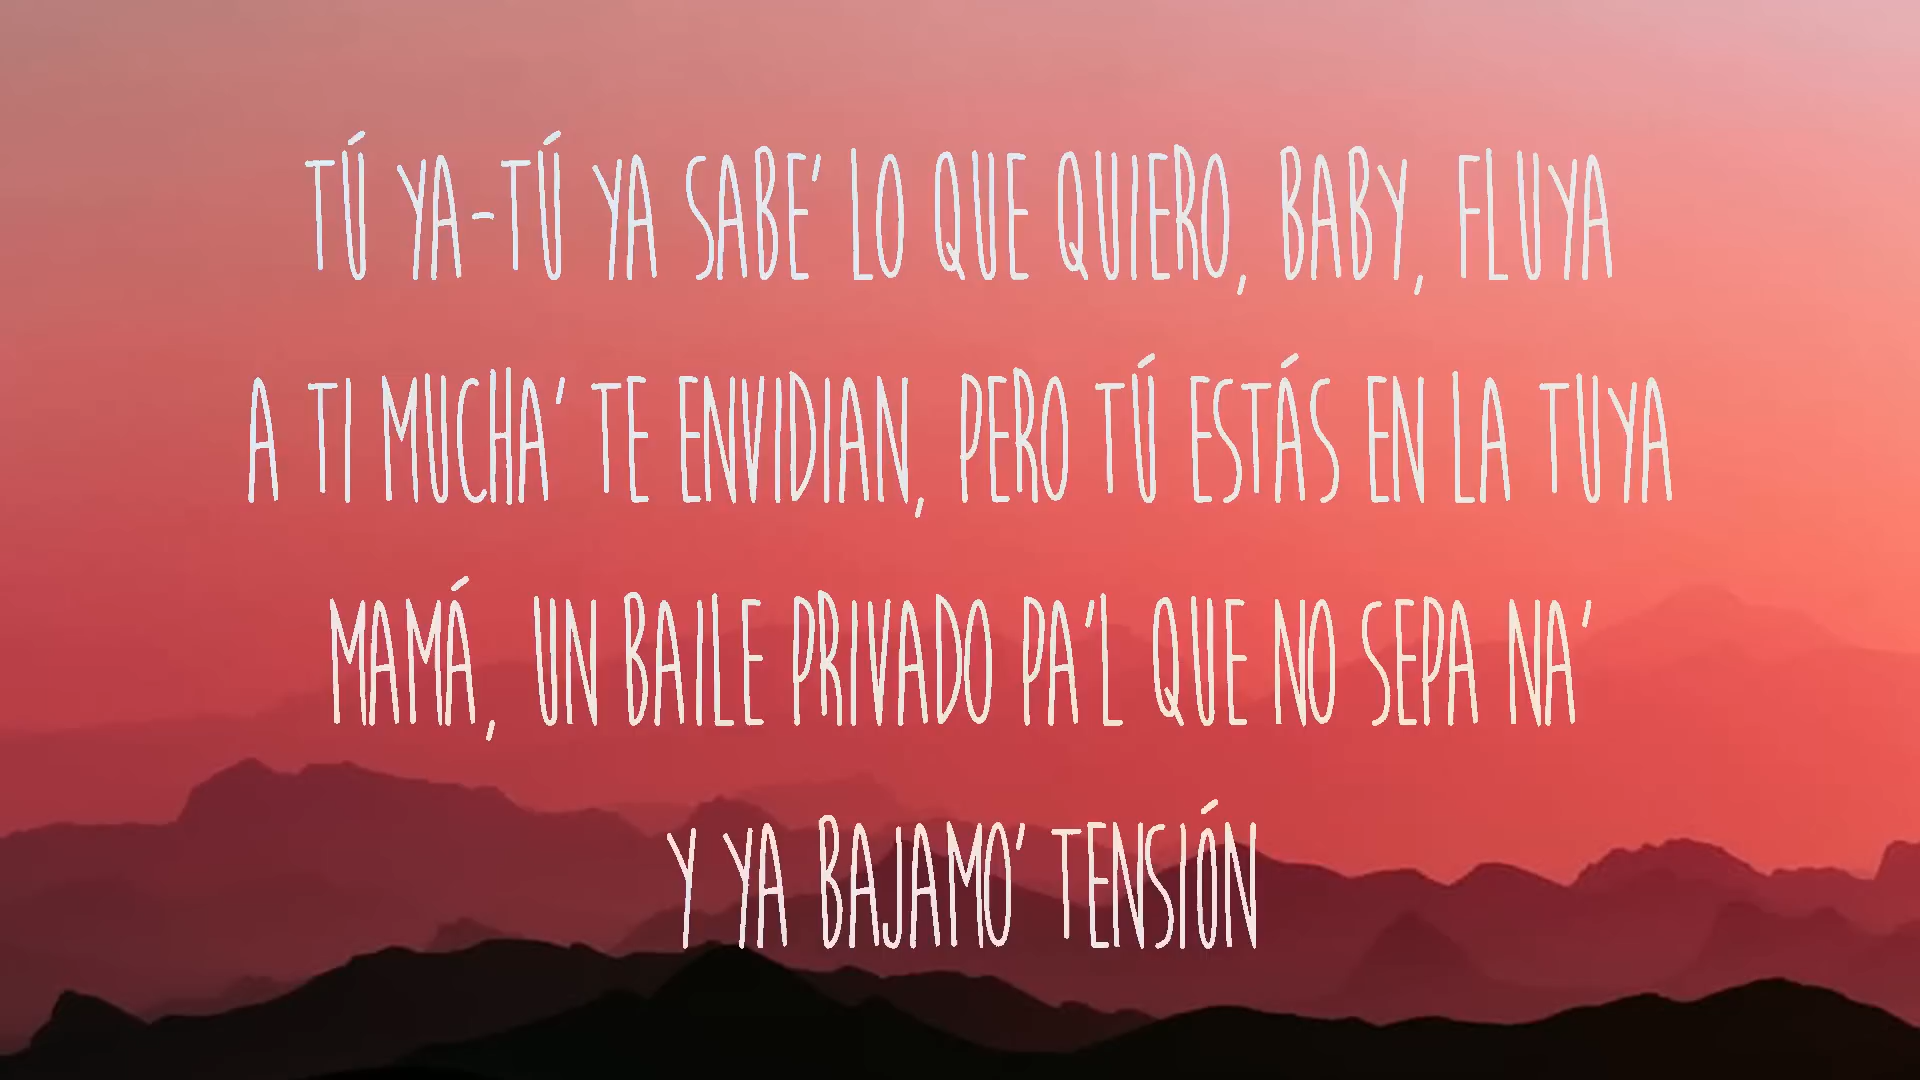 TÚ YA-TÚ YA SABE' LO QUE QUIERO, BABY, FLUYA
A TI MUCHA' TE ENVIDIAN, PERO TÚ ESTÁS EN LA TUYA
MAMÁ, UN BAILE PRIVADO PA'L QUE NO SEPA NA'
Y YA BAJAMO' TENSIÓN